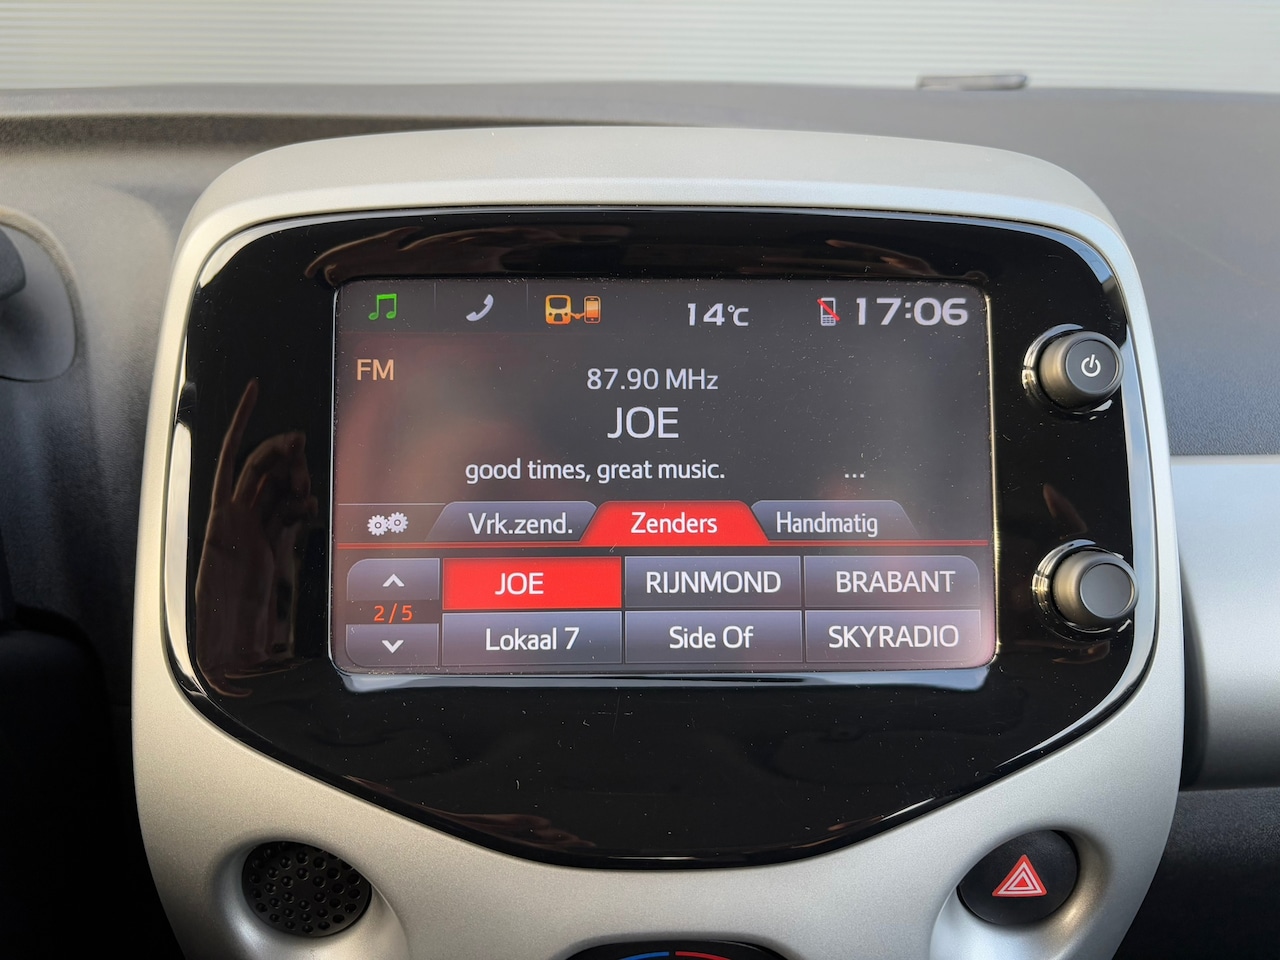 14°C
17:06
FM
87.90 MHz
JOE
good times, great music.
...
Vrk.zend.
Zenders
Handmatig
JOE
RIJNMOND
BRABANT
2/5
Lokaal 7
Side Of
SKYRADIO